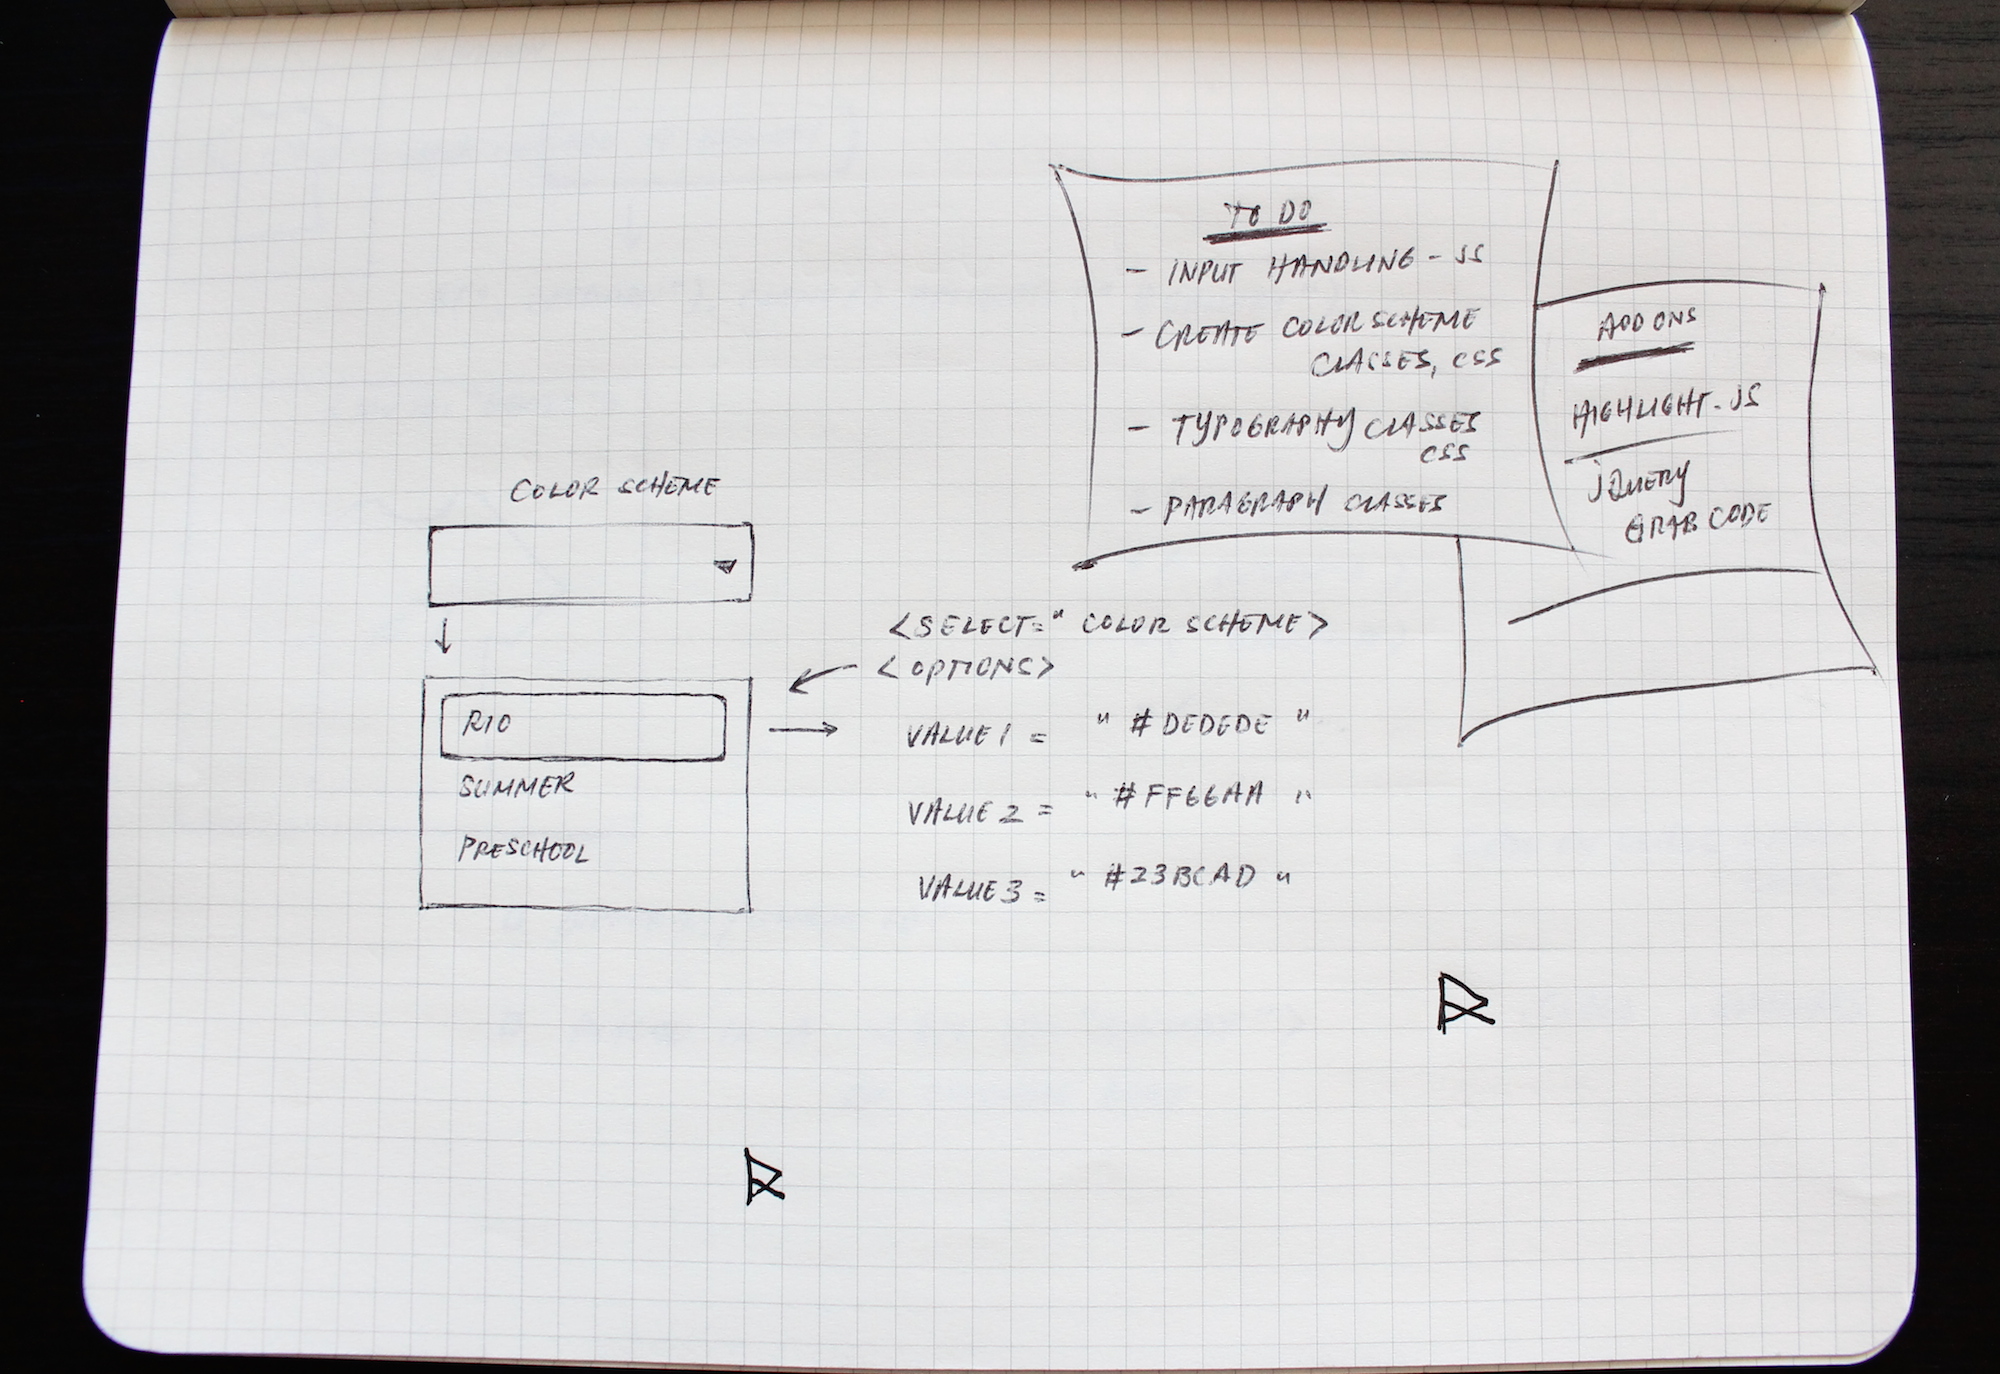 TO DO
- INPUT HANDLING - JS
- CREATE COLOR SCHEME
CLASSES, CSS
- TYPOGRAPHY CLASSES
CSS
- PARAGRAPH CLASSES
ADD ONS
HIGHLIGHT.JS
jQUERY
GRAB CODE
COLOR SCHEME
RIO
SUMMER
PRESCHOOL
<SELECT=" COLOR SCHEME>
<OPTIONS>
VALUE 1 = "#DEDEDE"
VALUE 2 = "#FF66AA"
VALUE 3 = "#23BCAD"